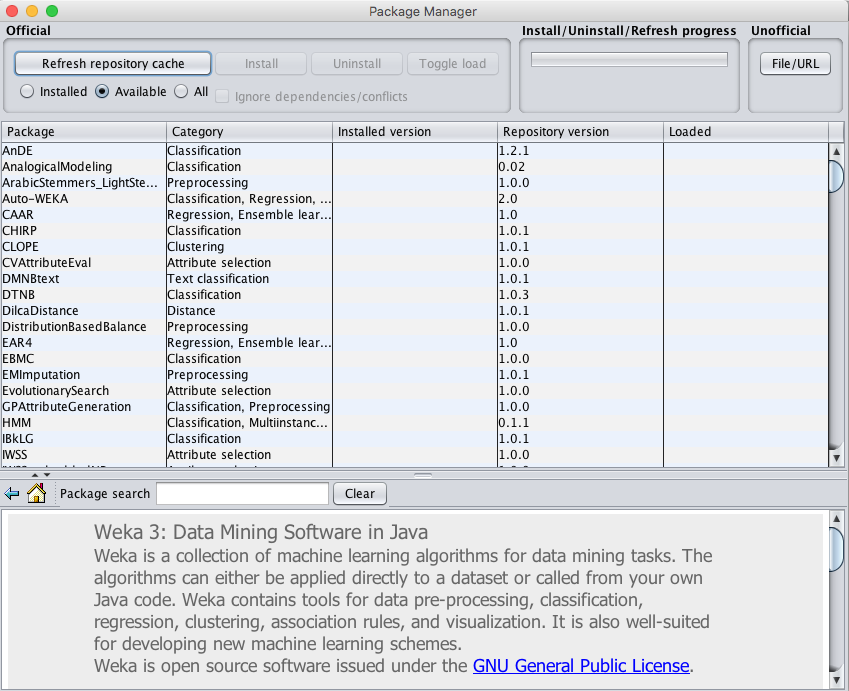 Package Manager
Official
Install/Uninstall/Refresh progress
Unofficial
Refresh repository cache
Install
Uninstall
Toggle load
File/URL
Installed
Available
All
Ignore dependencies/conflicts
Package Category Installed version Repository version Loaded
AnDE Classification 1.2.1
AnalogicalModeling Classification 0.02
ArabicStemmers_LightSte... Preprocessing 1.0.0
Auto-WEKA Classification, Regression, ... 2.0
CAAR Regression, Ensemble lear... 1.0
CHIRP Classification 1.0.1
CLOPE Clustering 1.0.1
CVAttributeEval Attribute selection 1.0.0
DMNBtext Text classification 1.0.1
DTNB Classification 1.0.3
DilcaDistance Distance 1.0.1
DistributionBasedBalance Preprocessing 1.0.0
EAR4 Regression, Ensemble lear... 1.0
EBMC Classification 1.0.0
EMImputation Preprocessing 1.0.1
EvolutionarySearch Attribute selection 1.0.0
GPAttributeGeneration Classification, Preprocessing 1.0.0
HMM Classification, Multiinstanc... 0.1.1
IBkLG Classification 1.0.1
IWSS Attribute selection 1.0.0
Package search
Clear
Weka 3: Data Mining Software in Java
Weka is a collection of machine learning algorithms for data mining tasks. The
algorithms can either be applied directly to a dataset or called from your own
Java code. Weka contains tools for data pre-processing, classification,
regression, clustering, association rules, and visualization. It is also well-suited
for developing new machine learning schemes.
Weka is open source software issued under the GNU General Public License.